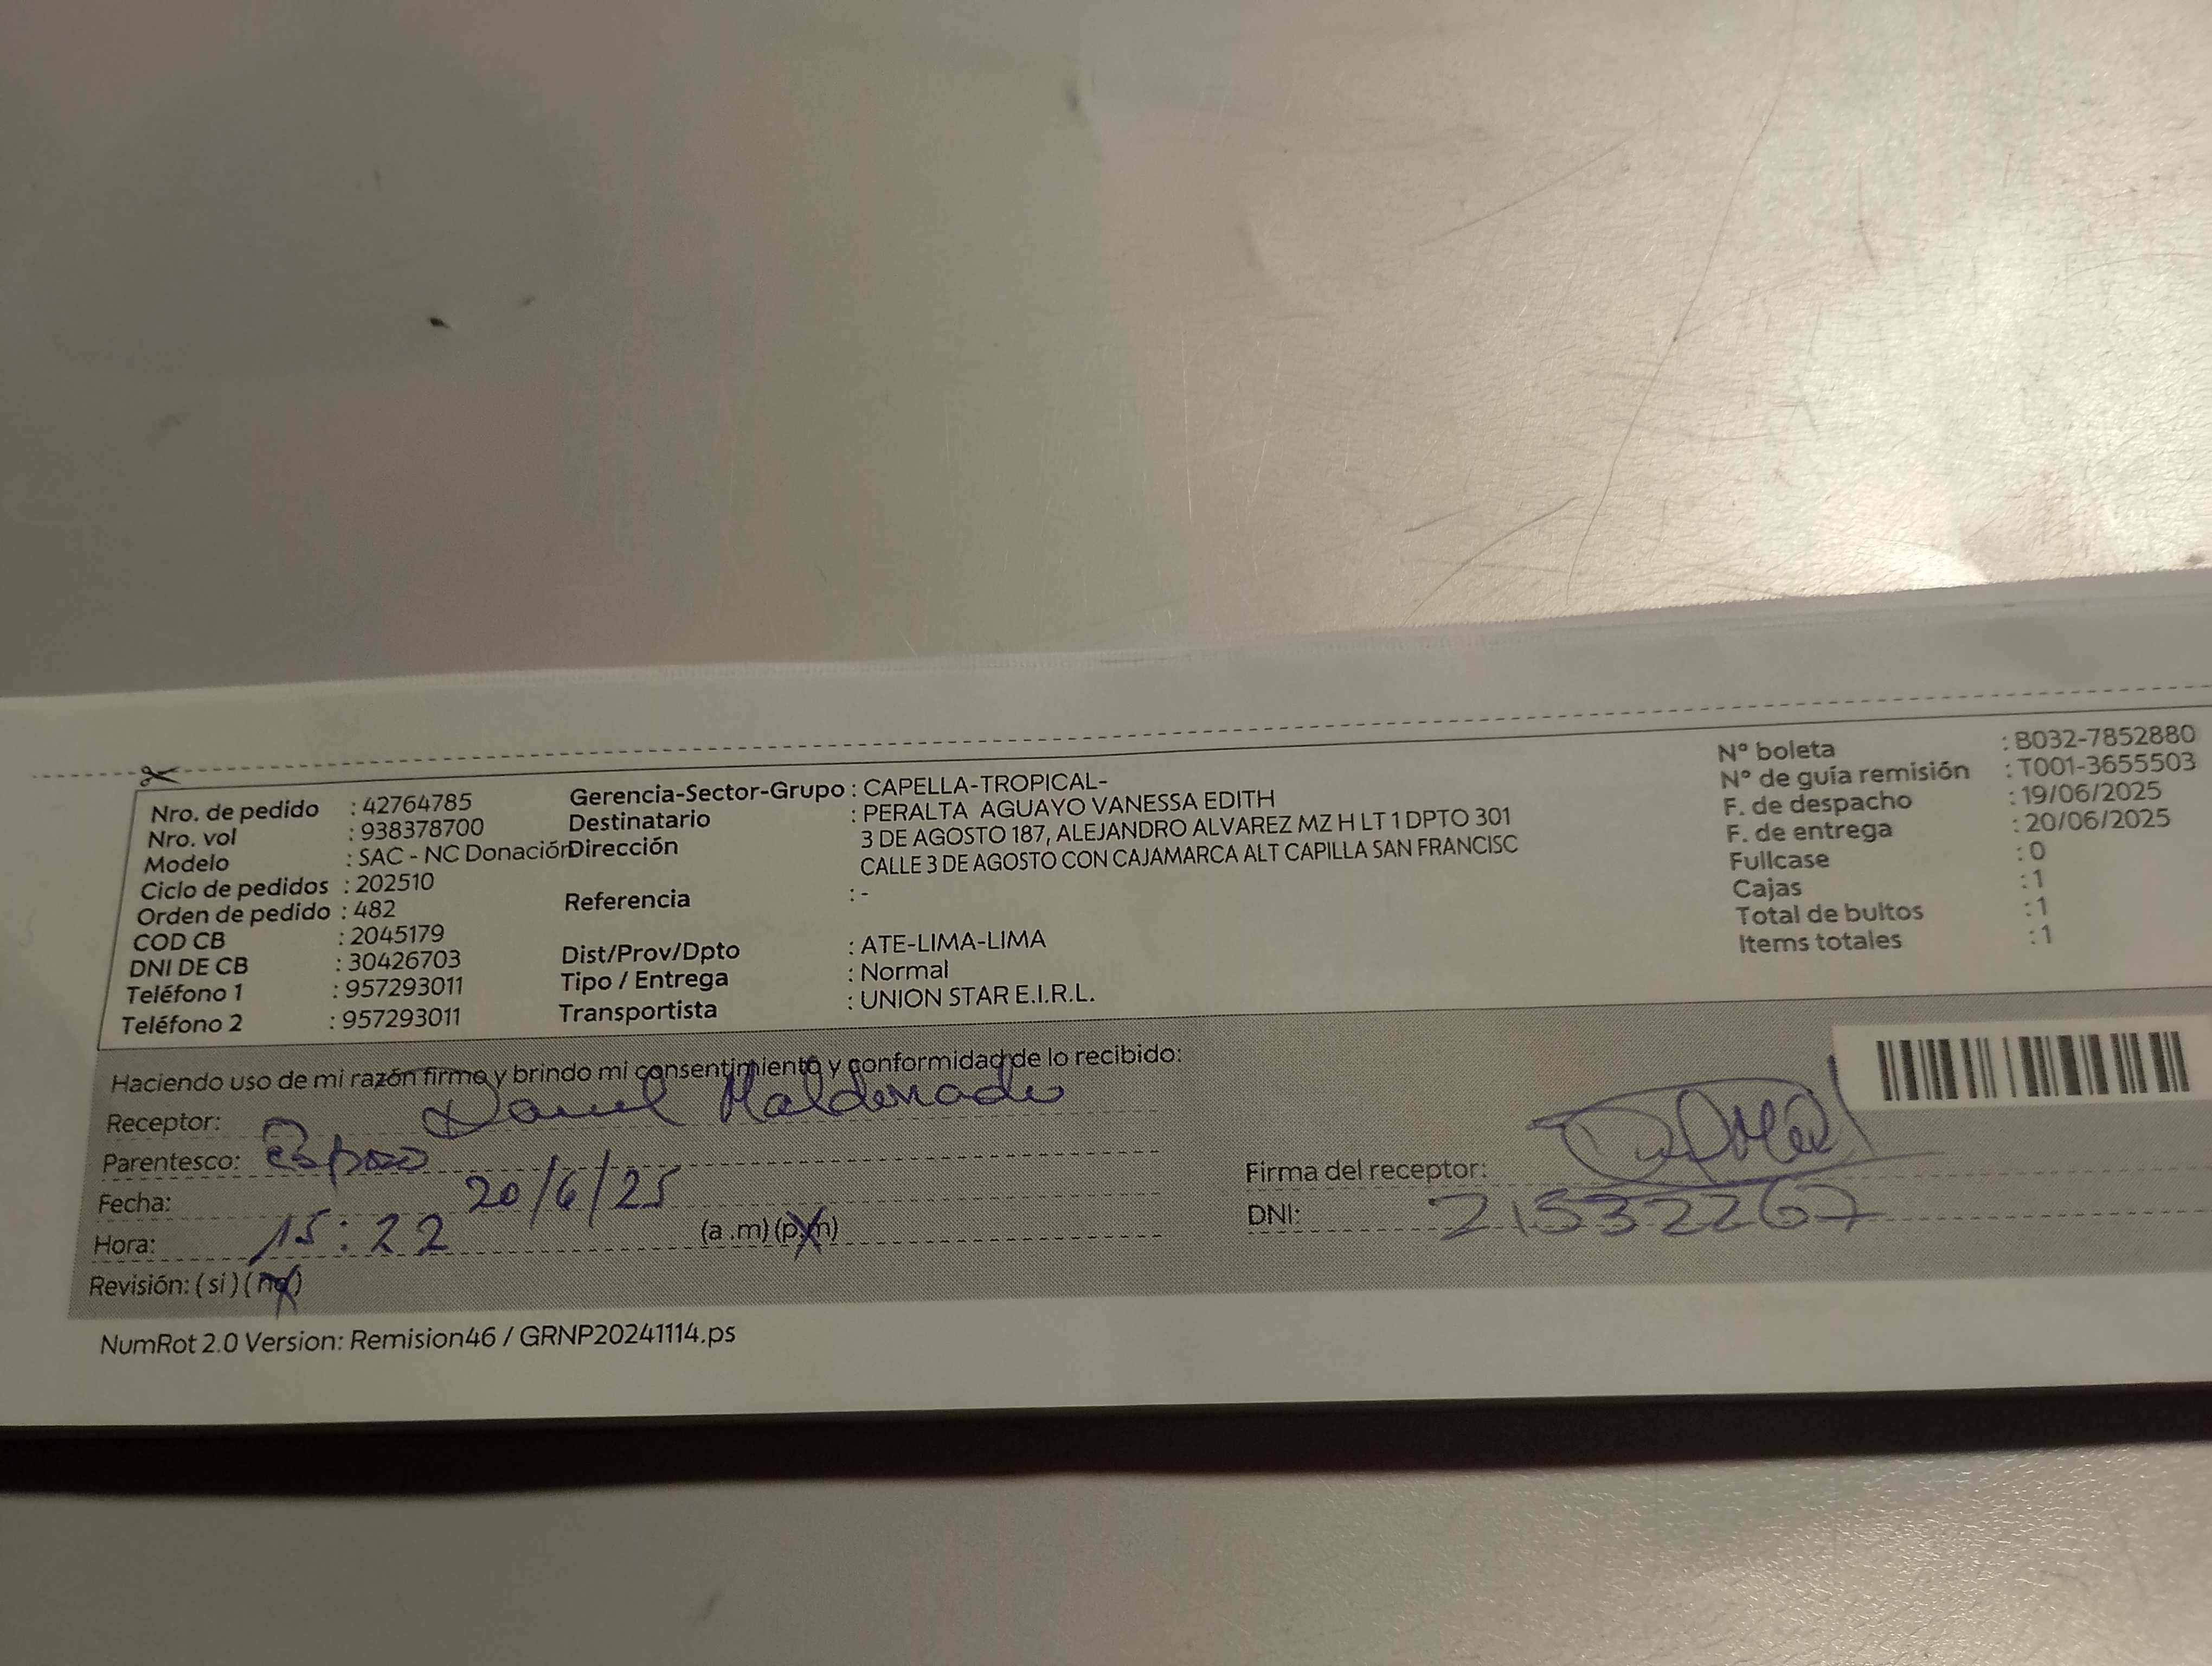 Nro. de pedido : 42764785
Nro. vol : 938378700
Modelo : SAC - NC Donación
Ciclo de pedidos : 202510
Orden de pedido : 482
COD CB : 2045179
DNI DE CB : 30426703
Teléfono 1 : 957293011
Teléfono 2 : 957293011
Gerencia-Sector-Grupo : CAPELLA-TROPICAL-
Destinatario : PERALTA AGUAYO VANESSA EDITH
Dirección 3 DE AGOSTO 187, ALEJANDRO ALVAREZ MZ H LT 1 DPTO 301
CALLE 3 DE AGOSTO CON CAJAMARCA ALT CAPILLA SAN FRANCISC
Referencia : -
Dist/Prov/Dpto : ATE-LIMA-LIMA
Tipo / Entrega : Normal
Transportista : UNION STAR E.I.R.L.
N° boleta : B032-7852880
N° de guía remisión : T001-3655503
F. de despacho : 19/06/2025
F. de entrega : 20/06/2025
Fullcase : 0
Cajas : 1
Total de bultos : 1
Items totales : 1
Haciendo uso de mi razón firmo y brindo mi consentimiento y conformidad de lo recibido:
Receptor: Daniel Maldonado
Parentesco: Esposo
Fecha: 20/6/25
Hora: 15:22 (a .m) (p.m)
Revisión: ( si ) ( no )
Firma del receptor:
DNI: 21532267
NumRot 2.0 Version: Remision46 / GRNP20241114.ps